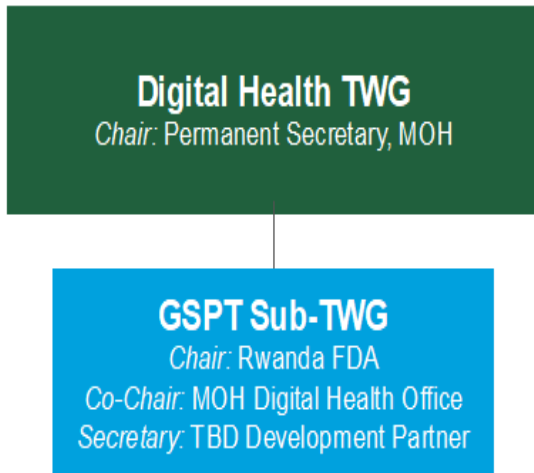 Digital Health TWG
Chair: Permanent Secretary, MOH
GSPT Sub-TWG
Chair: Rwanda FDA
Co-Chair: MOH Digital Health Office
Secretary: TBD Development Partner